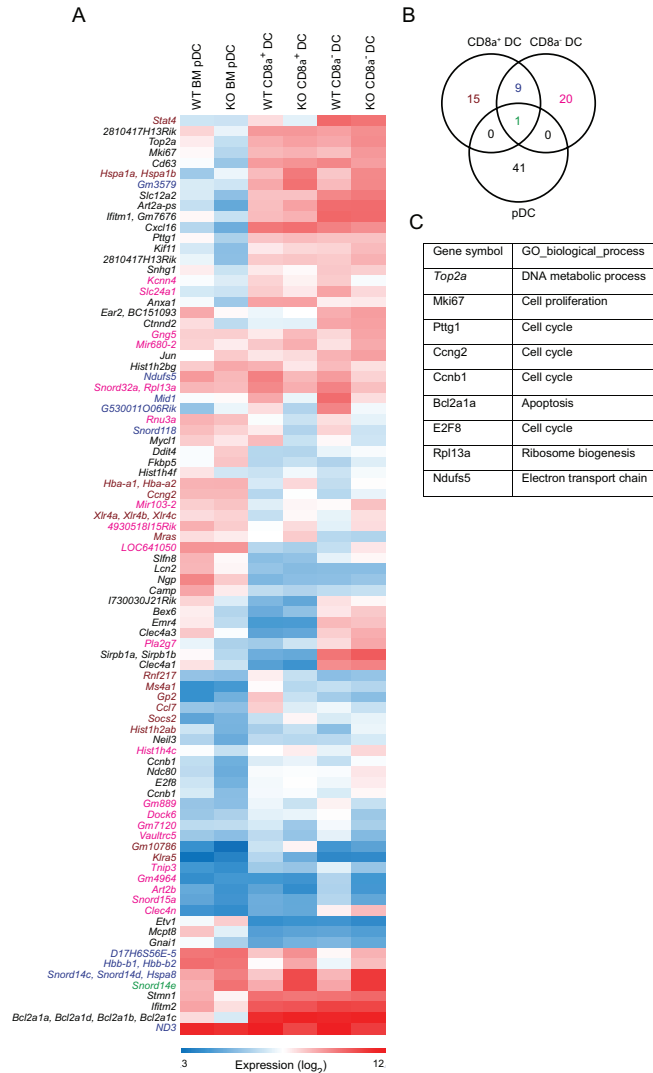 A
WT BM pDC
KO BM pDC
WT CD8a+ DC
KO CD8a+ DC
WT CD8a- DC
KO CD8a- DC
Stat4
2810417H13Rik
Top2a
Mki67
Cd63
Hspa1a, Hspa1b
Gm3579
Slc12a2
Art2a-ps
Ifitm1, Gm7676
Cxcl16
Pttg1
Kif11
2810417H13Rik
Snhg1
Kcnn4
Slc24a1
Anxa1
Ear2, BC151093
Ctnnd2
Gng5
Mir680-2
Jun
Hist1h2bg
Ndufs5
Snord32a, Rpl13a
Mid1
G530011O06Rik
Rnu3a
Snord118
Mycl1
Ddit4
Fkbp5
Hist1h4f
Hba-a1, Hba-a2
Ccng2
Mir103-2
Xlr4a, Xlr4b, Xlr4c
4930518I15Rik
Mras
LOC641050
Slfn8
Lcn2
Ngp
Camp
I730030J21Rik
Bex6
Emr4
Clec4a3
Pla2g7
Sirpb1a, Sirpb1b
Clec4a1
Rnf217
Ms4a1
Gp2
Ccl7
Socs2
Hist1h2ab
Neil3
Hist1h4c
Ccnb1
Ndc80
E2f8
Ccnb1
Gm889
Dock6
Gm7120
Vaultrc5
Gm10786
Klra5
Tnip3
Gm4964
Art2b
Snord15a
Clec4n
Etv1
Mcpt8
Gnai1
D17H6S56E-5
Hbb-b1, Hbb-b2
Snord14c, Snord14d, Hspa8
Snord14e
Stmn1
Ifitm2
Bcl2a1a, Bcl2a1d, Bcl2a1b, Bcl2a1c
ND3
3 Expression (log2) 12
B
CD8a+ DC CD8a- DC
15 9 20
1
0 0
41
pDC
C
Gene symbol GO_biological_process
Top2a DNA metabolic process
Mki67 Cell proliferation
Pttg1 Cell cycle
Ccng2 Cell cycle
Ccnb1 Cell cycle
Bcl2a1a Apoptosis
E2F8 Cell cycle
Rpl13a Ribosome biogenesis
Ndufs5 Electron transport chain